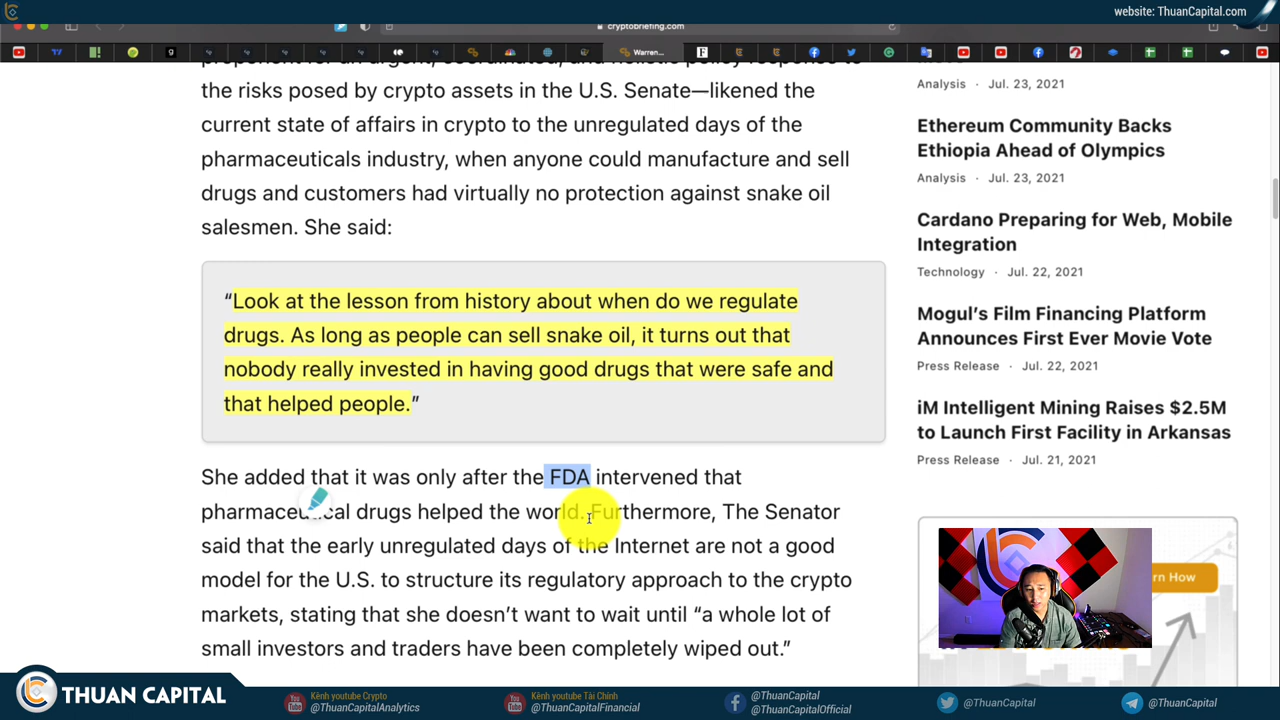 website: ThuanCapital.com
cryptobriefing.com
Warren...
the risks posed by crypto assets in the U.S. Senate—likened the
current state of affairs in crypto to the unregulated days of the
pharmaceuticals industry, when anyone could manufacture and sell
drugs and customers had virtually no protection against snake oil
salesmen. She said:
“Look at the lesson from history about when do we regulate
drugs. As long as people can sell snake oil, it turns out that
nobody really invested in having good drugs that were safe and
that helped people.”
She added that it was only after the FDA intervened that
pharmaceutical drugs helped the world. Furthermore, The Senator
said that the early unregulated days of the Internet are not a good
model for the U.S. to structure its regulatory approach to the crypto
markets, stating that she doesn’t want to wait until “a whole lot of
small investors and traders have been completely wiped out.”
Analysis · Jul. 23, 2021
Ethereum Community Backs
Ethiopia Ahead of Olympics
Analysis · Jul. 23, 2021
Cardano Preparing for Web, Mobile
Integration
Technology · Jul. 22, 2021
Mogul’s Film Financing Platform
Announces First Ever Movie Vote
Press Release · Jul. 22, 2021
iM Intelligent Mining Raises $2.5M
to Launch First Facility in Arkansas
Press Release · Jul. 21, 2021
rn How
THUAN CAPITAL
Kênh youtube Crypto
@ThuanCapitalAnalytics
Kênh youtube Tài Chính
@ThuanCapitalFinancial
@ThuanCapital
@ThuanCapitalOfficial
@ThuanCapital
@ThuanCapital